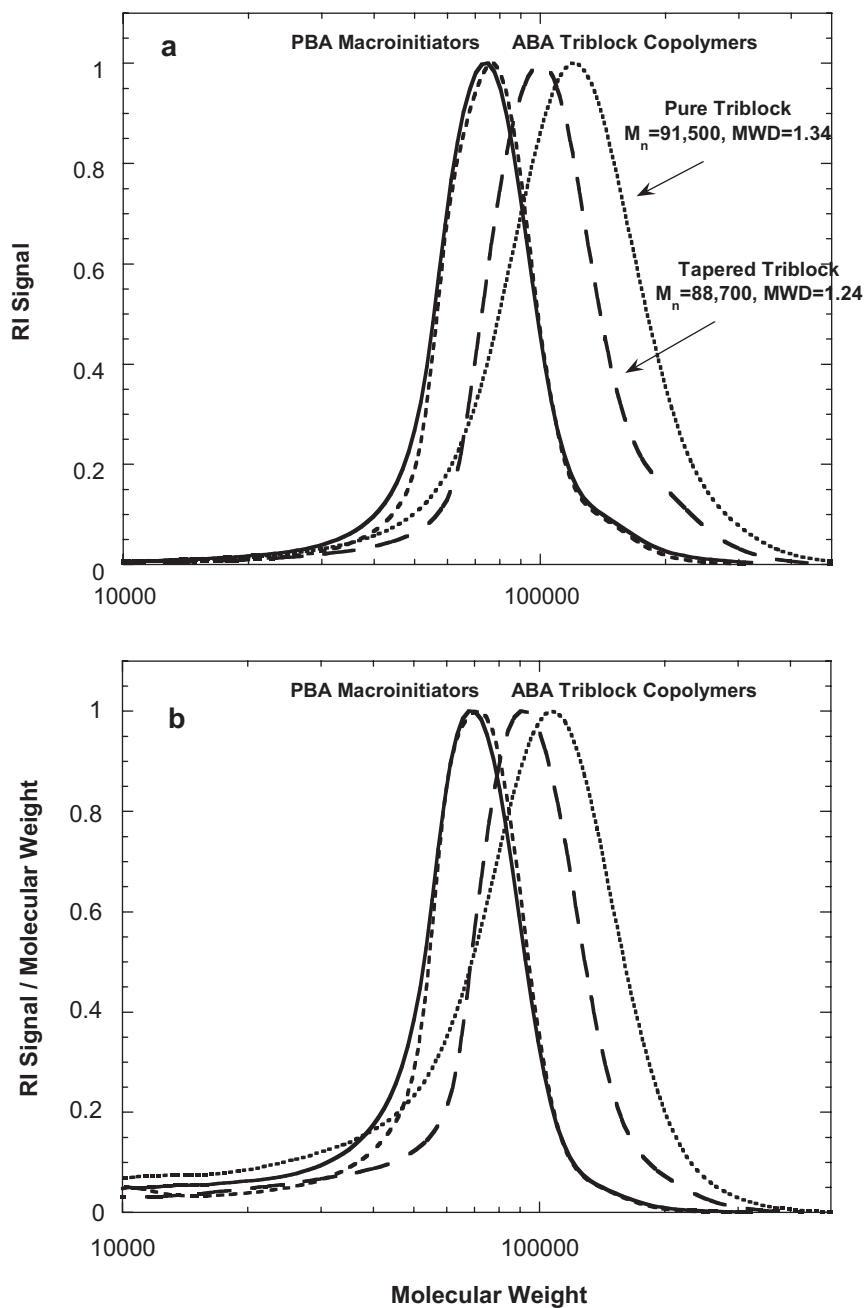 a
PBA Macroinitiators ABA Triblock Copolymers
1
Pure Triblock
Mn=91,500, MWD=1.34
0.8
0.6
Tapered Triblock
Mn=88,700, MWD=1.24
RI Signal
0.4
0.2
0
10000 100000
PBA Macroinitiators ABA Triblock Copolymers
b
1
0.8
0.6
RI Signal / Molecular Weight
0.4
0.2
0
10000 100000
Molecular Weight